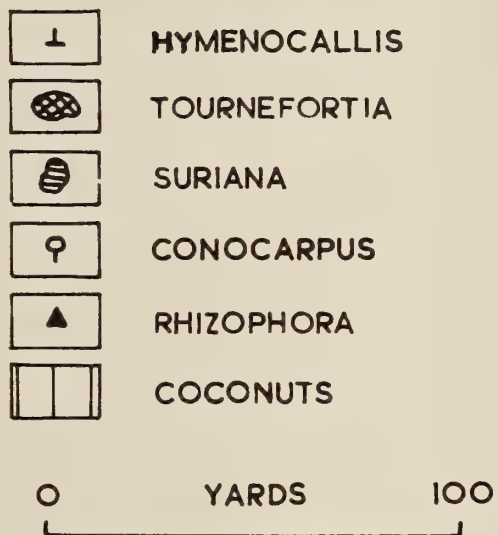 HYMENOCALLIS
TOURNEFORTIA
SURIANA
CONOCARPUS
RHIZOPHORA
COCONUTS
0 YARDS 100